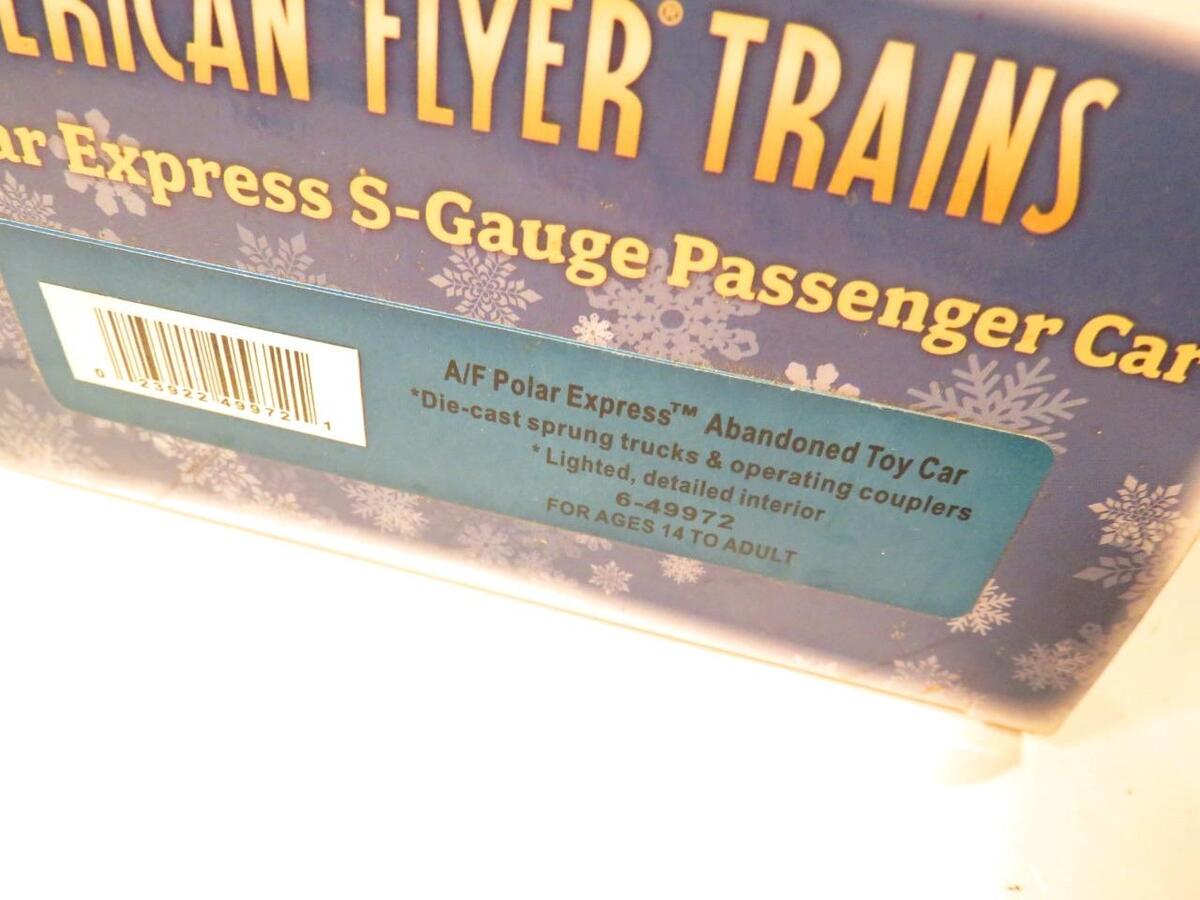 ERICAN FLYER® TRAINS
ar Express S-Gauge Passenger Car
0 23922 49972 1
A/F Polar Express™ Abandoned Toy Car
*Die-cast sprung trucks & operating couplers
* Lighted, detailed interior
6-49972
FOR AGES 14 TO ADULT